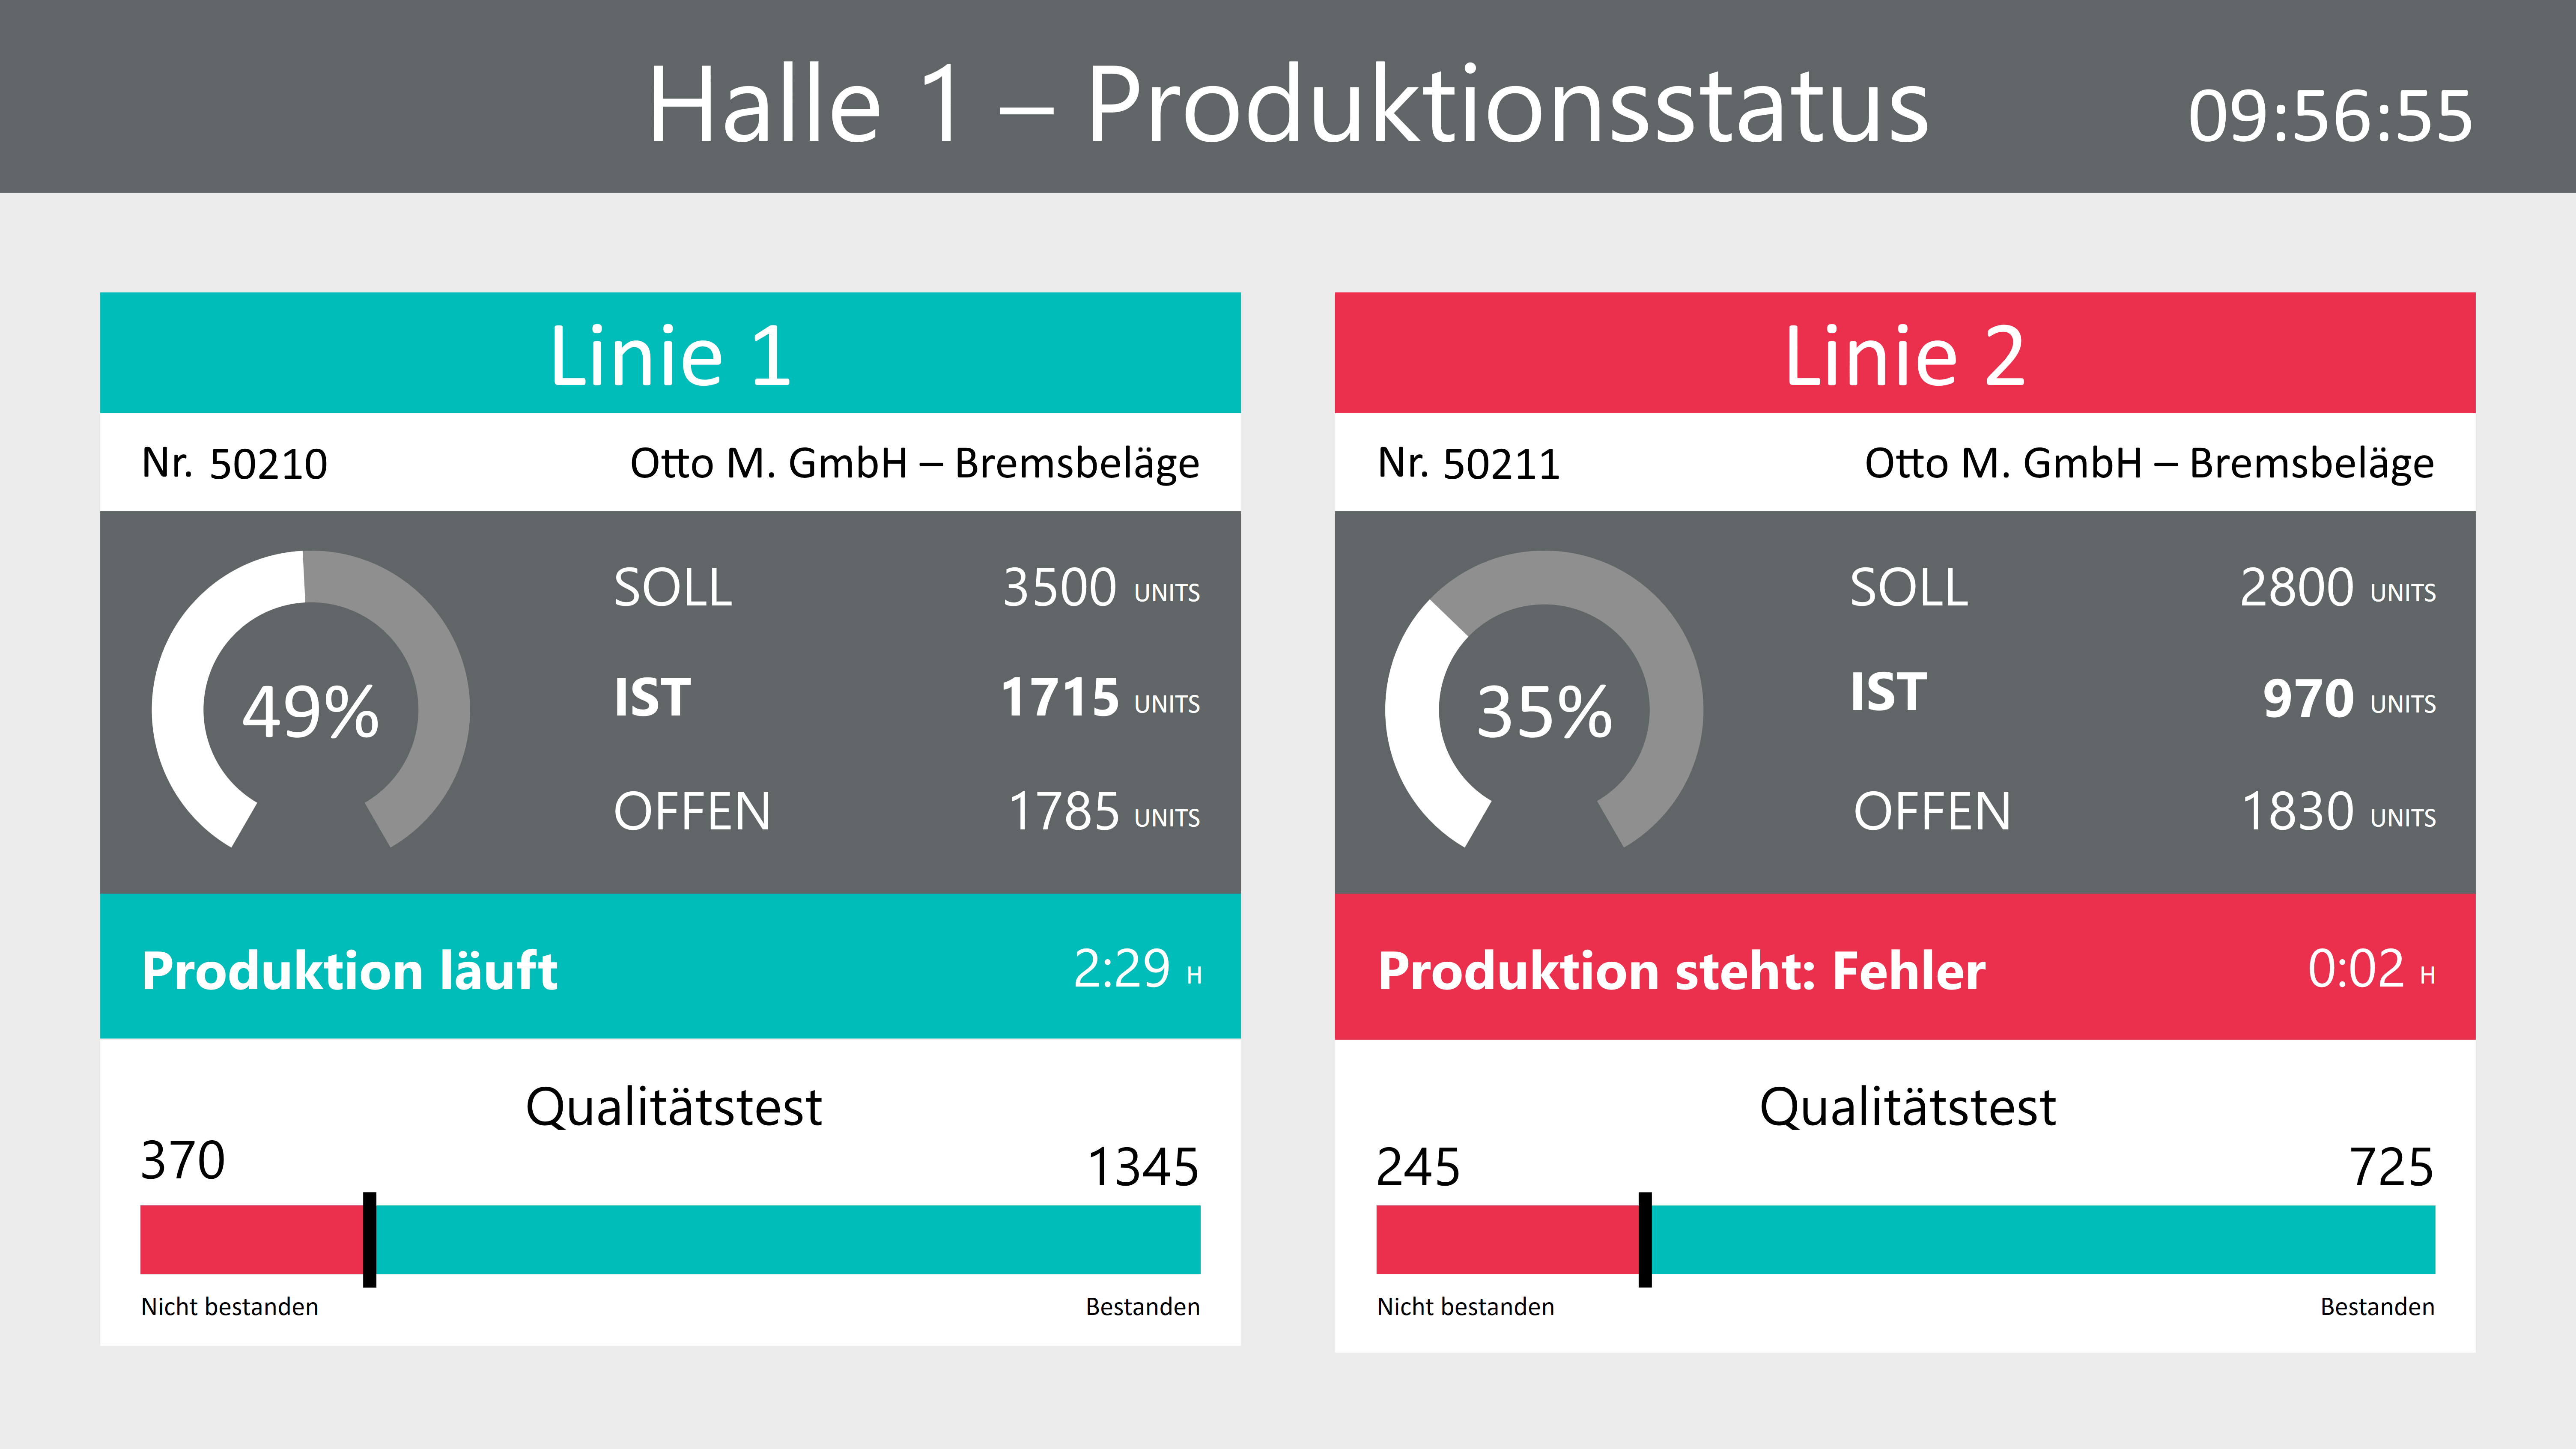 Halle 1 – Produktionsstatus
09:56:55
Linie 1
Nr. 50210
Otto M. GmbH – Bremsbeläge
49%
SOLL 3500 UNITS
IST 1715 UNITS
OFFEN 1785 UNITS
Produktion läuft 2:29 H
Qualitätstest
370 1345
Nicht bestanden Bestanden
Linie 2
Nr. 50211
Otto M. GmbH – Bremsbeläge
35%
SOLL 2800 UNITS
IST 970 UNITS
OFFEN 1830 UNITS
Produktion steht: Fehler 0:02 H
Qualitätstest
245 725
Nicht bestanden Bestanden